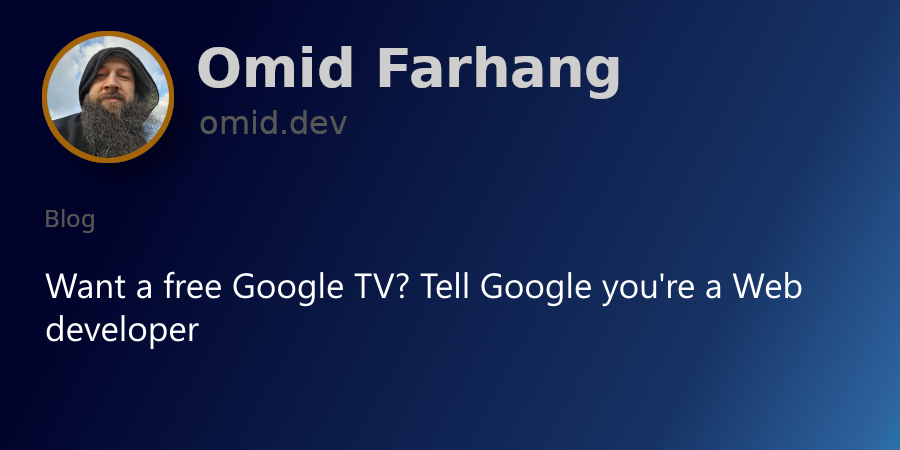 Omid Farhang
omid.dev
Blog
Want a free Google TV? Tell Google you're a Web
developer